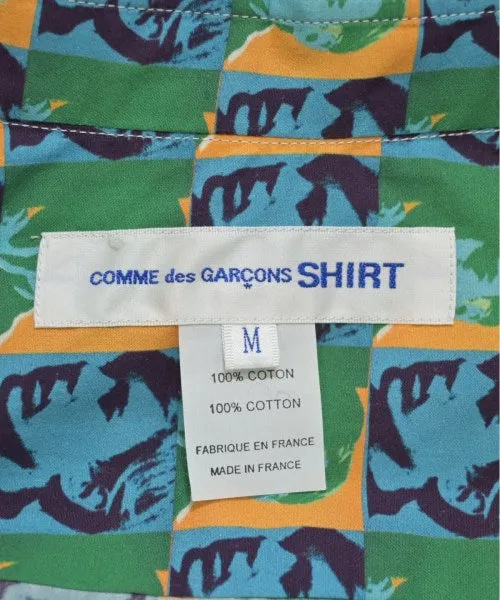 COMME des GARÇONS SHIRT
*
M
100% COTON
100% COTTON
FABRIQUE EN FRANCE
MADE IN FRANCE